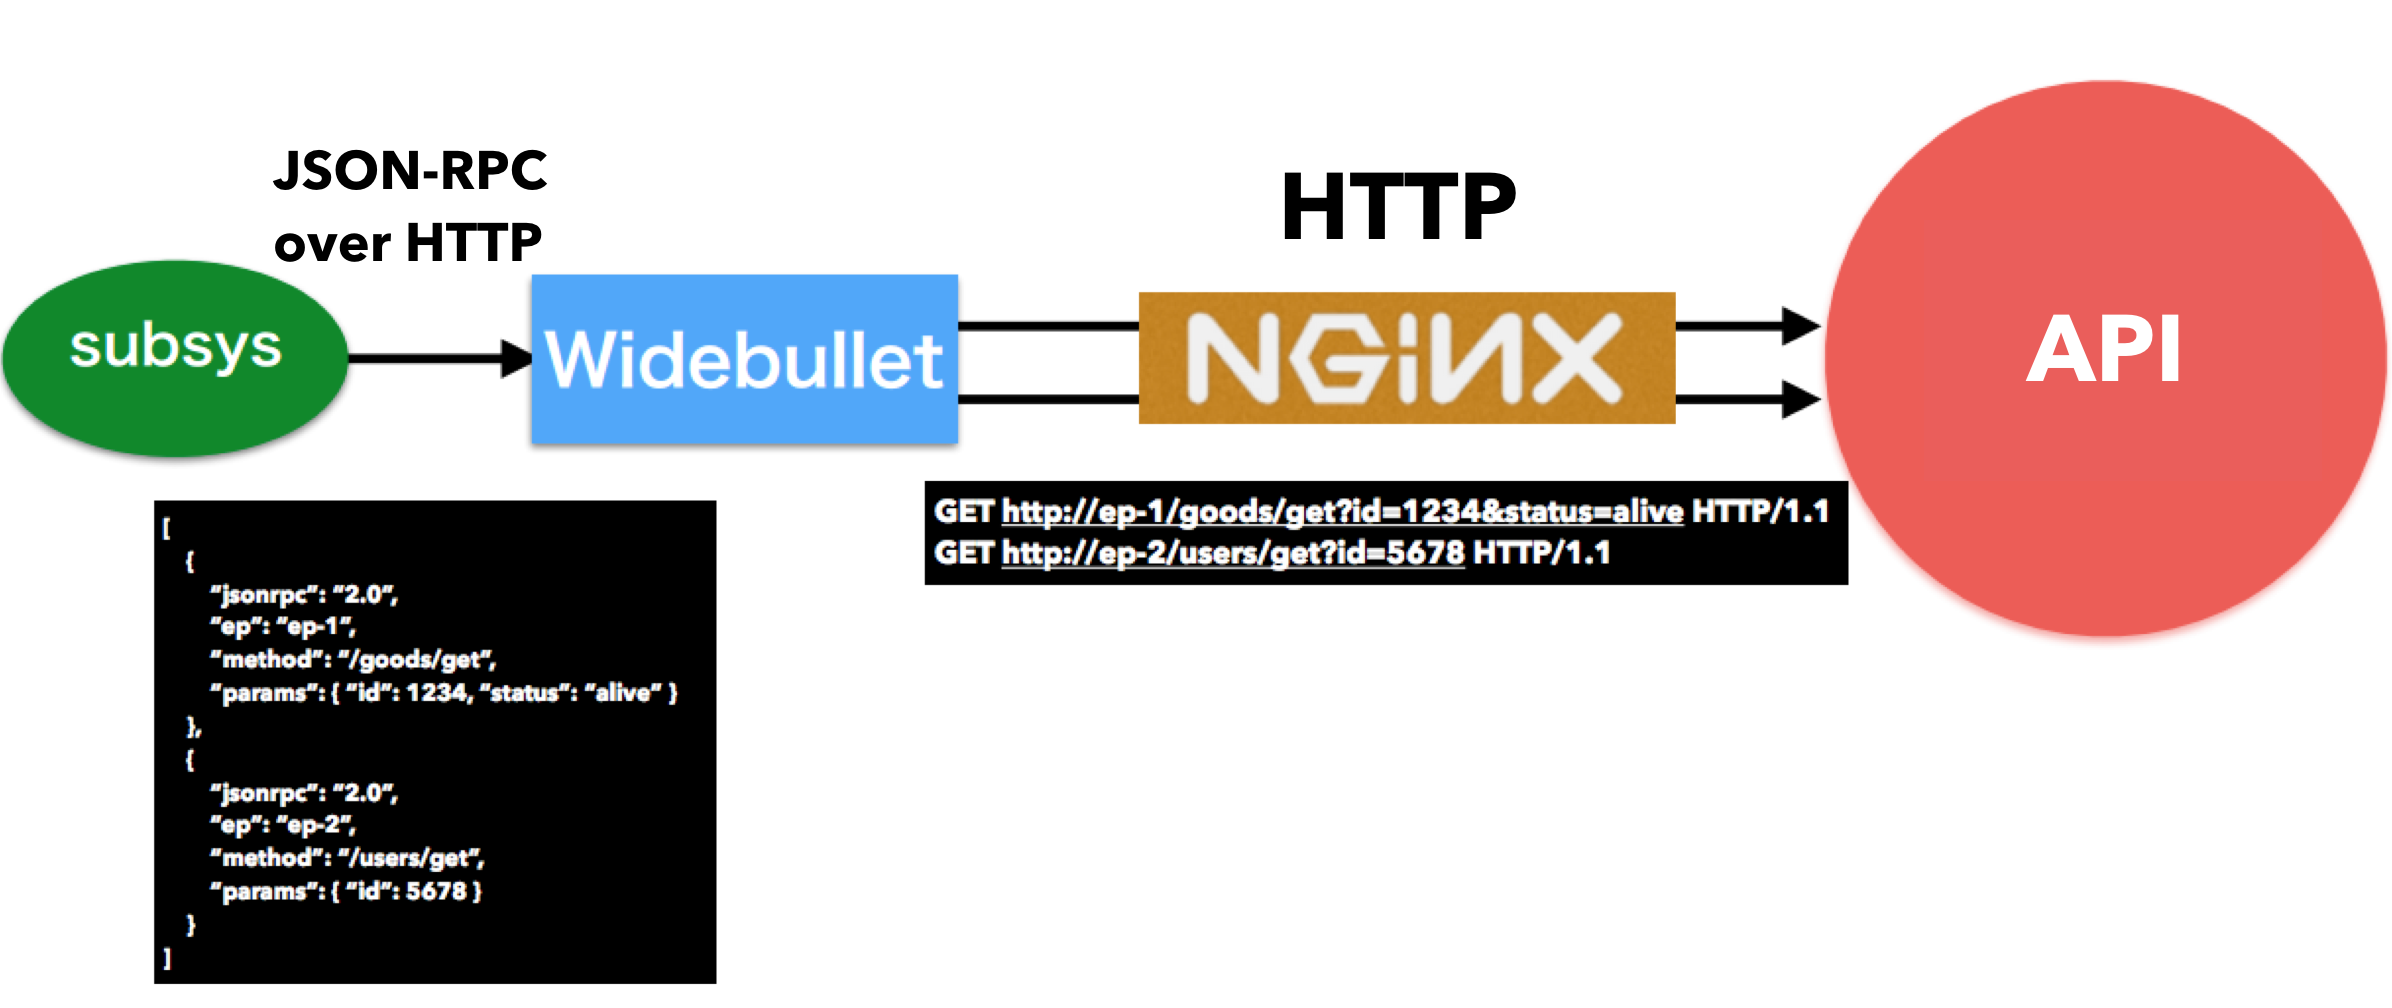 JSON-RPC
over HTTP
HTTP
subsys
Widebullet
NGiNX
API
GET http://ep-1/goods/get?id=1234&status=alive HTTP/1.1
GET http://ep-2/users/get?id=5678 HTTP/1.1
[
{
“jsonrpc”: “2.0”,
“ep”: “ep-1”,
“method”: “/goods/get”,
“params”: { “id”: 1234, “status”: “alive” }
},
{
“jsonrpc”: “2.0”,
“ep”: “ep-2”,
“method”: “/users/get”,
“params”: { “id”: 5678 }
}
]